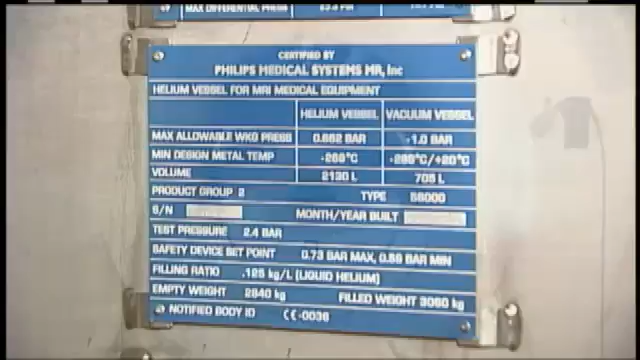 MAX DIFFERENTIAL PRESS
CERTIFIED BY
PHILIPS MEDICAL SYSTEMS MR, Inc
HELIUM VESSEL FOR MRI MEDICAL EQUIPMENT
HELIUM VESSEL VACUUM VESSEL
MAX ALLOWABLE WKG PRESS 0.662 BAR -1.0 BAR
MIN DESIGN METAL TEMP -269°C -269°C/+20°C
VOLUME 2130 L 705 L
PRODUCT GROUP 2 TYPE S6000
S/N MONTH/YEAR BUILT
TEST PRESSURE 2.4 BAR
SAFETY DEVICE SET POINT 0.73 BAR MAX, 0.59 BAR MIN
FILLING RATIO .125 kg/L (LIQUID HELIUM)
EMPTY WEIGHT 2840 kg FILLED WEIGHT 3060 kg
NOTIFIED BODY ID CE-0036